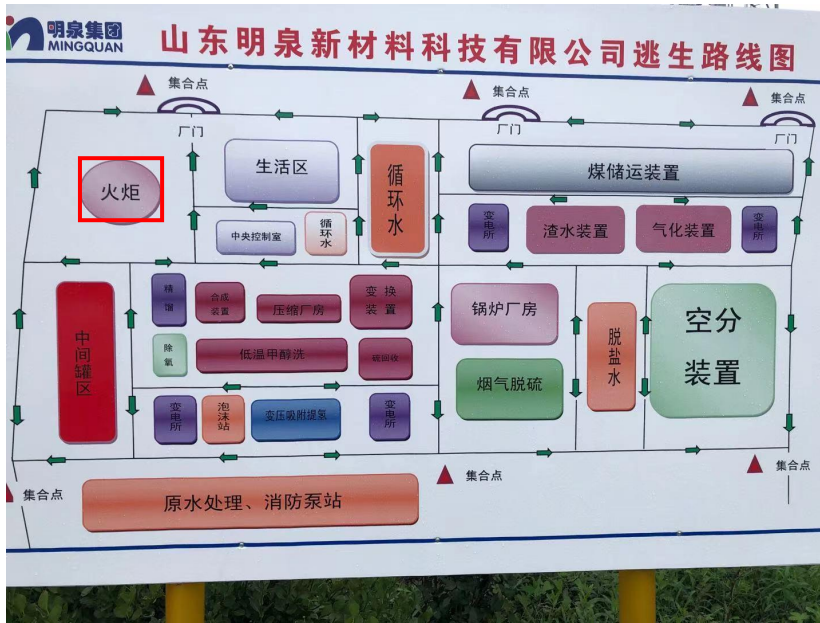 明泉集团
MINGQUAN
山东明泉新材料科技有限公司逃生路线图
集合点
集合点
集合点
厂门
厂门
厂门
火炬
生活区
循环水
煤储运装置
中央控制室
循环水
变电所
渣水装置
气化装置
变电所
中间罐区
精馏
合成装置
压缩厂房
变换装置
锅炉厂房
脱盐水
空分装置
除氧
低温甲醇洗
硫回收
烟气脱硫
变电所
泡沫站
变压吸附提氢
变电所
集合点
集合点
集合点
原水处理、消防泵站